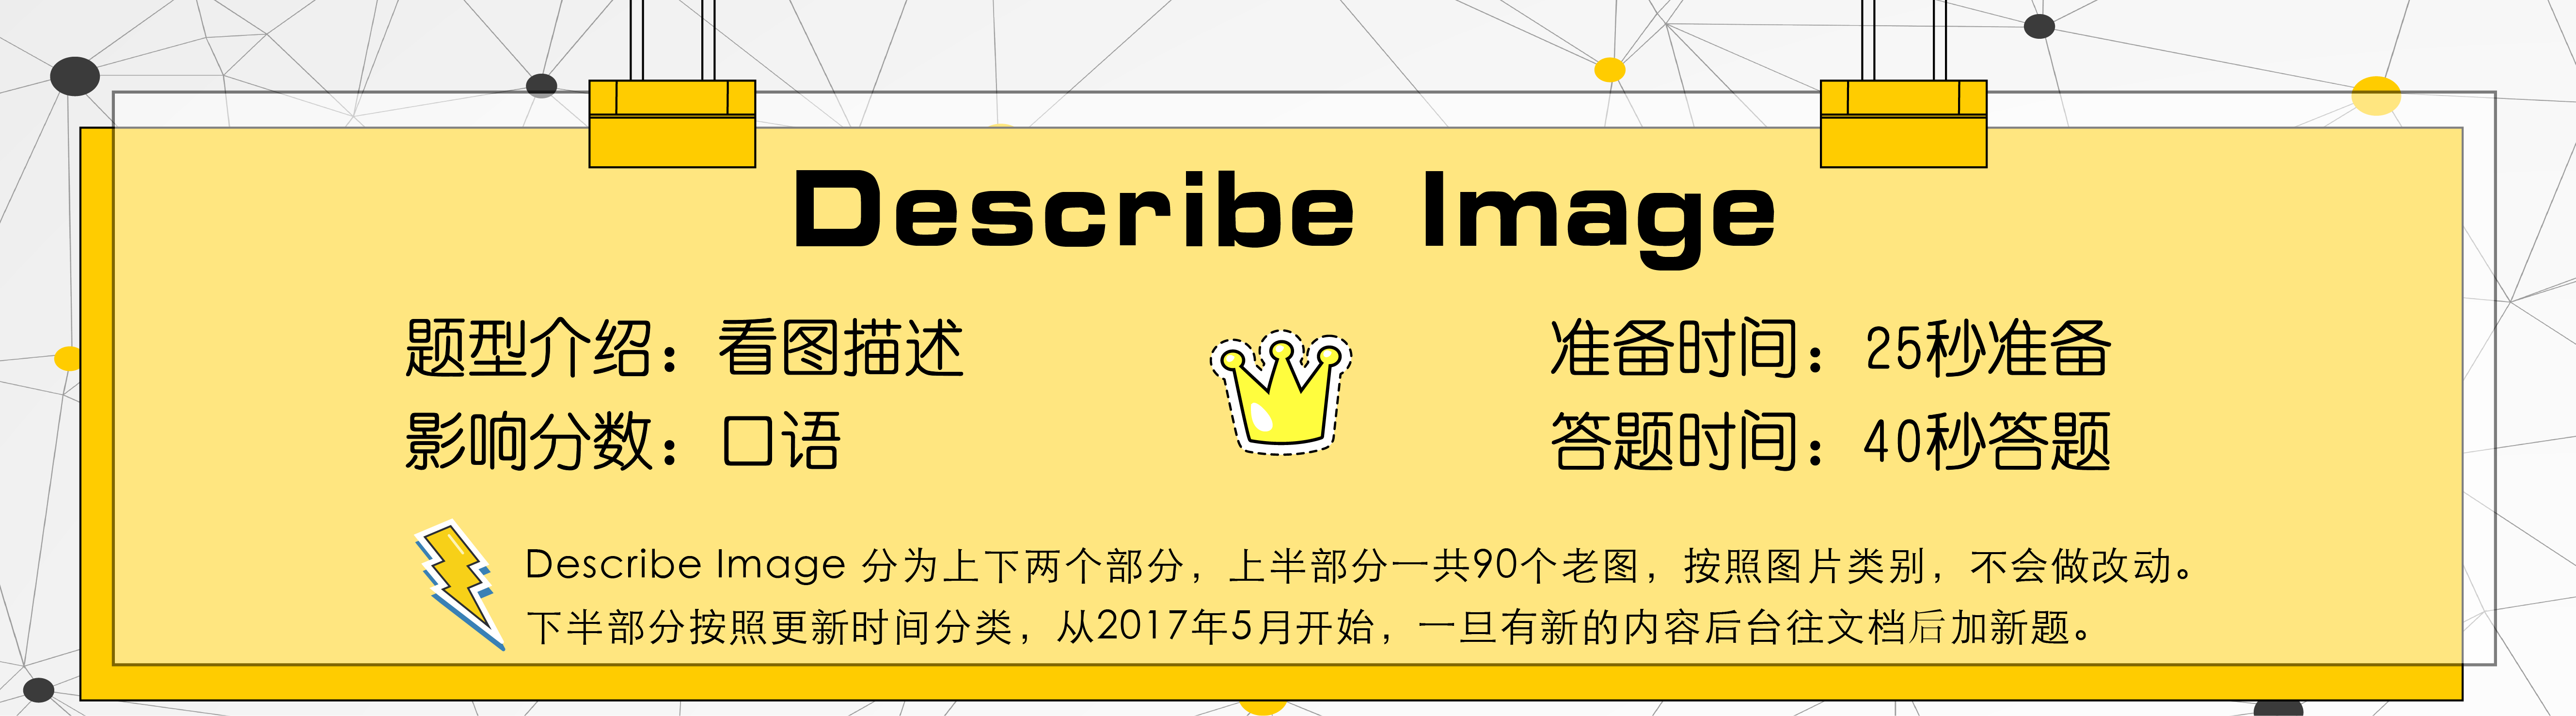 Describe Image
题型介绍：看图描述
影响分数：口语
准备时间：25秒准备
答题时间：40秒答题
Describe Image 分为上下两个部分，上半部分一共90个老图，按照图片类别，不会做改动。
下半部分按照更新时间分类，从2017年5月开始，一旦有新的内容后台往文档后加新题。